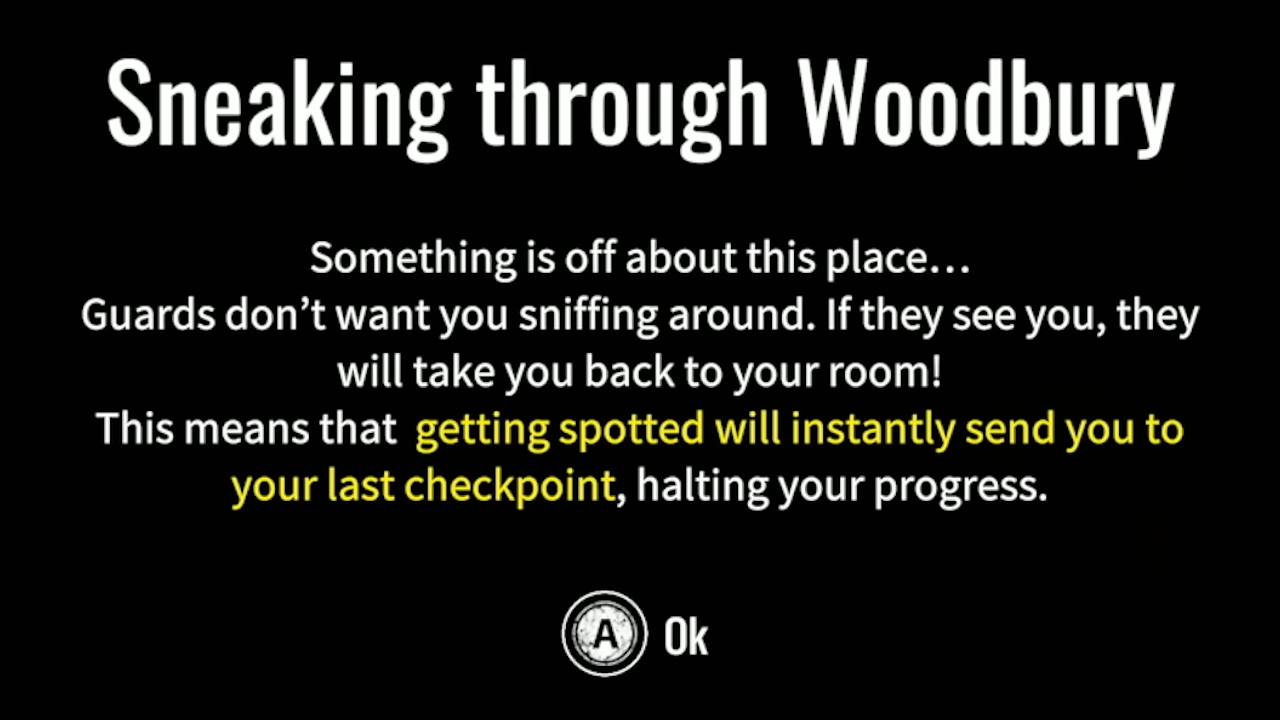 Sneaking through Woodbury
Something is off about this place...
Guards don’t want you sniffing around. If they see you, they
will take you back to your room!
This means that getting spotted will instantly send you to
your last checkpoint, halting your progress.
A Ok